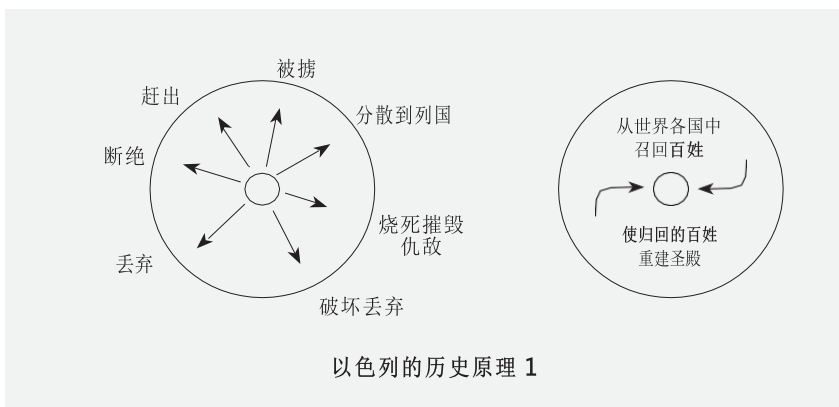 被掳
赶出
分散到列国
断绝
烧死摧毁
仇敌
丢弃
破坏丢弃
从世界各国中
召回百姓
使归回的百姓
重建圣殿
以色列的历史原理 1